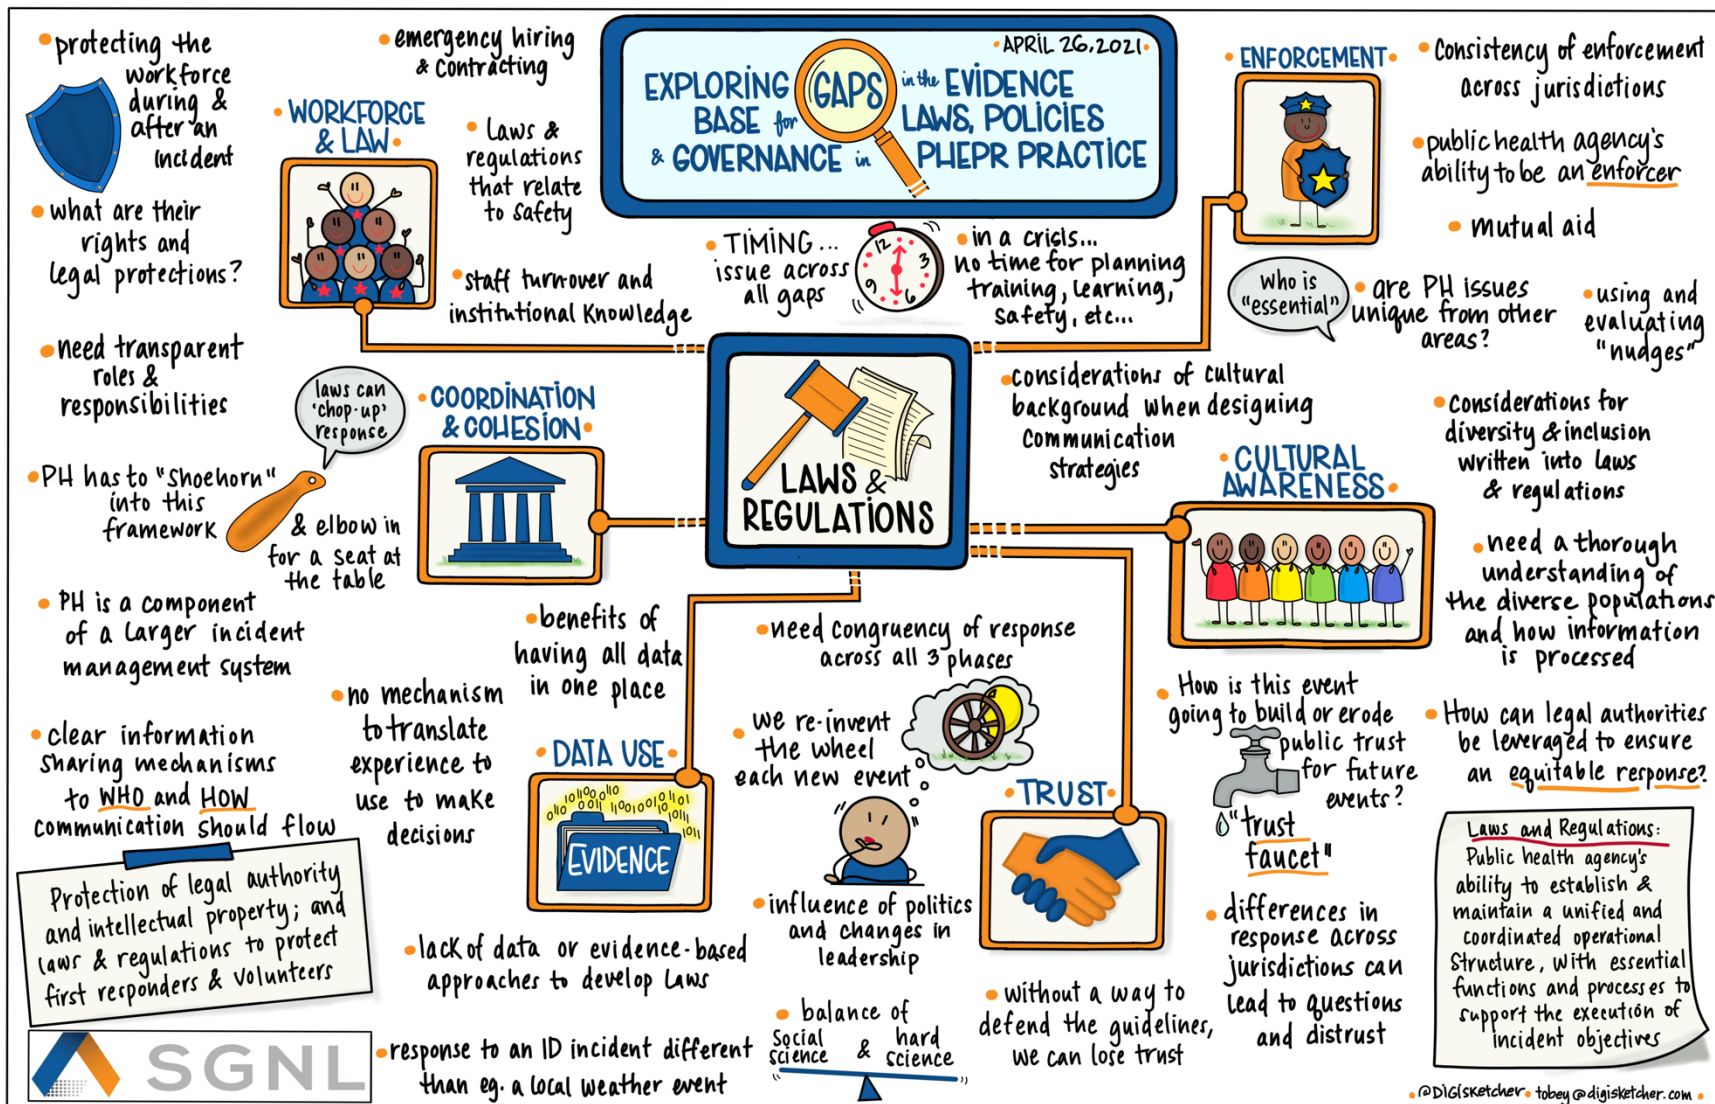 • APRIL 26, 2021 •
EXPLORING GAPS in the EVIDENCE
BASE for LAWS, POLICIES
& GOVERNANCE in PHEPR PRACTICE
• protecting the
workforce
during &
after an
incident
• what are their
rights and
legal protections?
• need transparent
roles &
responsibilities
• emergency hiring
& contracting
• WORKFORCE
& LAW •
• Laws &
regulations
that relate
to safety
• staff turnover and
institutional knowledge
• TIMING...
issue across
all gaps
12
3
6
9
• in a crisis...
no time for planning
training, learning,
safety, etc...
• ENFORCEMENT •
• Consistency of enforcement
across jurisdictions
• public health agency's
ability to be an enforcer
• mutual aid
Who is
"essential"
• are PH issues
unique from other
areas?
• using and
evaluating
"nudges"
LAWS &
REGULATIONS
laws can
'chop-up'
response
• COORDINATION
& COHESION •
• PH has to "shoehorn"
into this
framework
& elbow in
for a seat at
the table
• PH is a component
of a larger incident
management system
• clear information
sharing mechanisms
to WHO and HOW
communication should flow
Protection of legal authority
and intellectual property; and
laws & regulations to protect
first responders & volunteers
• considerations of cultural
background when designing
communication
strategies
• CULTURAL
AWARENESS •
• considerations for
diversity & inclusion
written into laws
& regulations
• need a thorough
understanding of
the diverse populations
and how information
is processed
• How can legal authorities
be leveraged to ensure
an equitable response?
• benefits of
having all data
in one place
• no mechanism
to translate
experience to
use to make
decisions
• DATA USE •
EVIDENCE
• lack of data or evidence-based
approaches to develop laws
• response to an ID incident different
than eg. a local weather event
• need congruency of response
across all 3 phases
• we re-invent
the wheel
each new event
• influence of politics
and changes in
leadership
• balance of
social
science
&
hard
science
• TRUST •
• How is this event
going to build or erode
public trust
for future
events?
"trust
faucet"
• without a way to
defend the guidelines,
we can lose trust
• differences in
response across
jurisdictions can
lead to questions
and distrust
Laws and Regulations:
Public health agency's
ability to establish &
maintain a unified and
coordinated operational
structure, with essential
functions and processes to
support the execution of
incident objectives
SGNL
• @DIGISKETCHER • tobey@digisketcher.com •